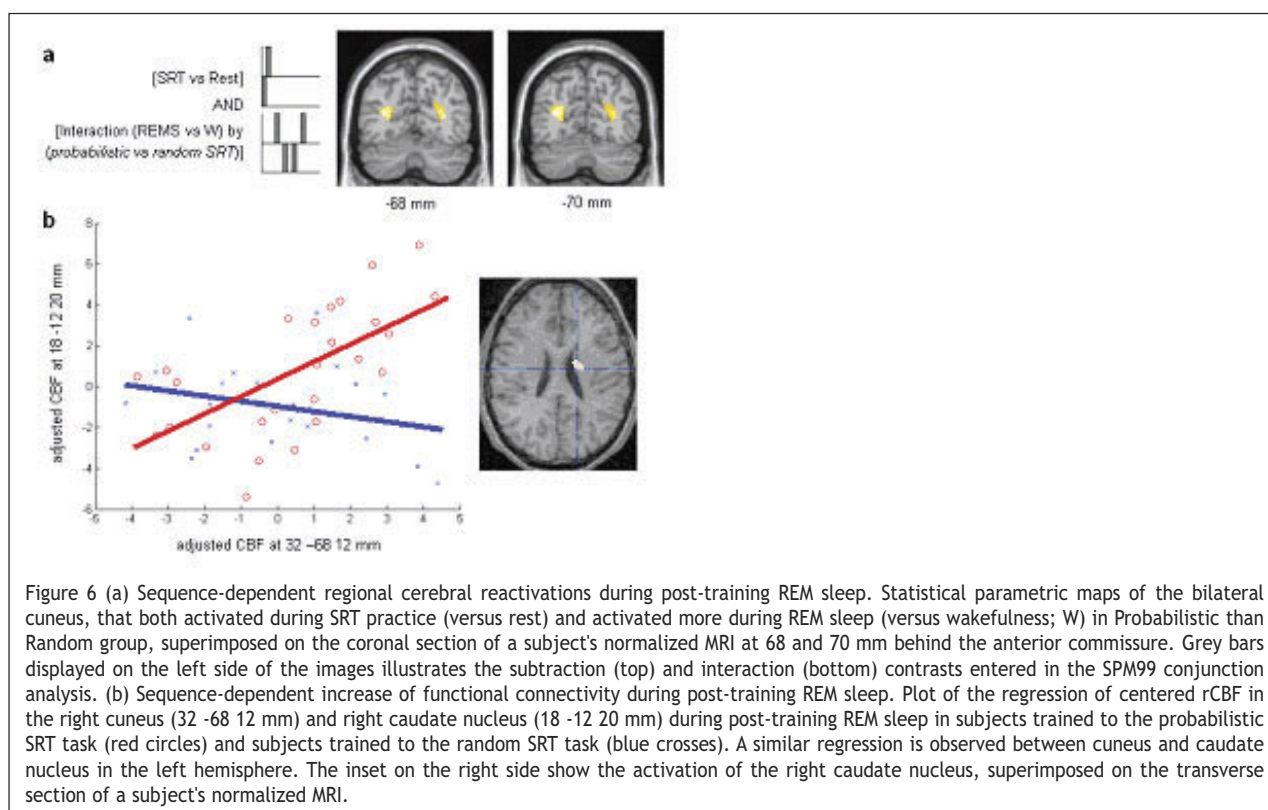 a
[SRT vs Rest]
AND
[Interaction (REMS vs W) by
(probabilistic vs random SRT)]
-68 mm
-70 mm
b
adjusted CBF at 18 -12 20 mm
8
6
4
2
0
-2
-4
-6
-5 -4 -3 -2 -1 0 1 2 3 4 5
adjusted CBF at 32 –68 12 mm
Figure 6 (a) Sequence-dependent regional cerebral reactivations during post-training REM sleep. Statistical parametric maps of the bilateral
cuneus, that both activated during SRT practice (versus rest) and activated more during REM sleep (versus wakefulness; W) in Probabilistic than
Random group, superimposed on the coronal section of a subject's normalized MRI at 68 and 70 mm behind the anterior commissure. Grey bars
displayed on the left side of the images illustrates the subtraction (top) and interaction (bottom) contrasts entered in the SPM99 conjunction
analysis. (b) Sequence-dependent increase of functional connectivity during post-training REM sleep. Plot of the regression of centered rCBF in
the right cuneus (32 -68 12 mm) and right caudate nucleus (18 -12 20 mm) during post-training REM sleep in subjects trained to the probabilistic
SRT task (red circles) and subjects trained to the random SRT task (blue crosses). A similar regression is observed between cuneus and caudate
nucleus in the left hemisphere. The inset on the right side show the activation of the right caudate nucleus, superimposed on the transverse
section of a subject's normalized MRI.